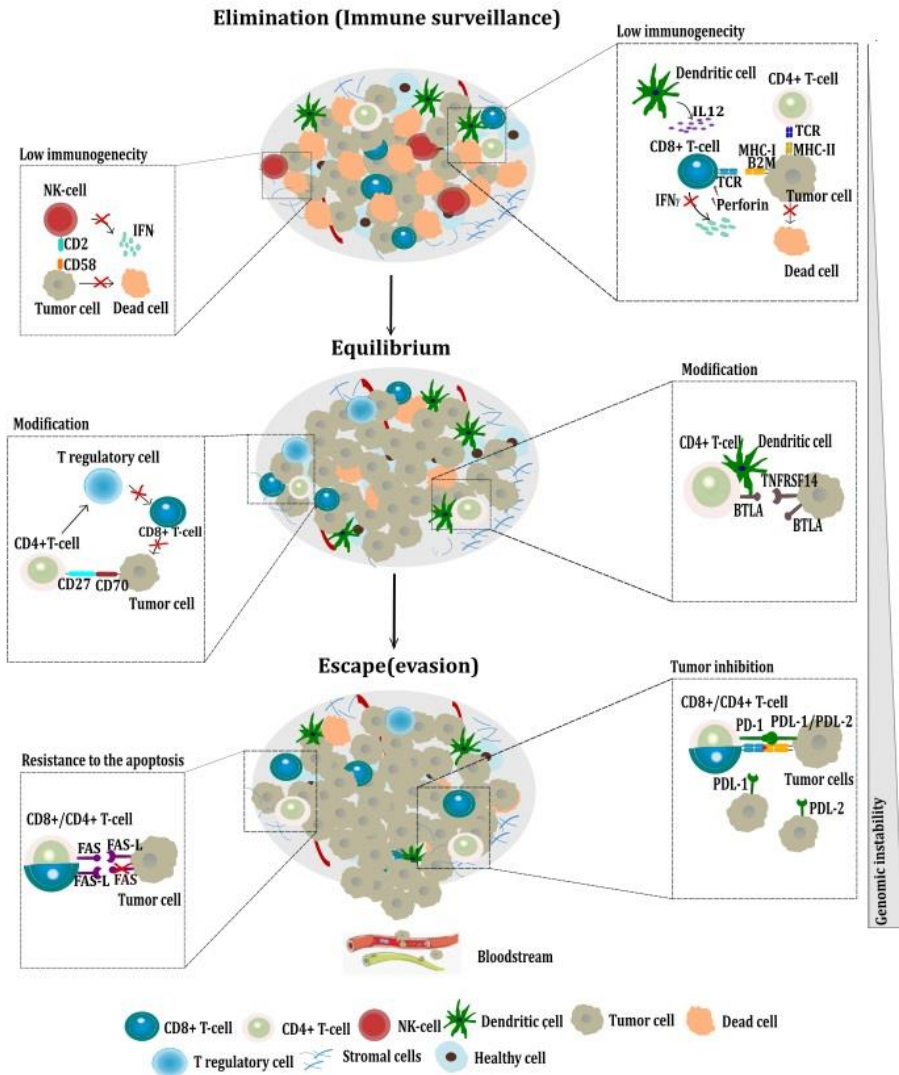 Elimination (Immune surveillance)
Low immunogenecity
Dendritic cell
CD4+ T-cell
IL12
TCR
CD8+ T-cell
MHC-I
MHC-II
B2M
TCR
Tumor cell
IFNγ
Perforin
Dead cell
Low immunogenecity
NK-cell
IFN
CD2
CD58
Tumor cell
Dead cell
Equilibrium
Modification
T regulatory cell
CD8+ T-cell
CD4+T-cell
CD27
CD70
Tumor cell
Modification
CD4+ T-cell
Dendritic cell
TNFRSF14
BTLA
BTLA
Escape(evasion)
Tumor inhibition
CD8+/CD4+ T-cell
PD-1
PDL-1/PDL-2
Tumor cells
PDL-1
PDL-2
Resistance to the apoptosis
CD8+/CD4+ T-cell
FAS
FAS-L
FAS-L
FAS
Tumor cell
Genomic instability
Bloodstream
CD8+ T-cell
CD4+ T-cell
NK-cell
Dendritic cell
Tumor cell
Dead cell
T regulatory cell
Stromal cells
Healthy cell